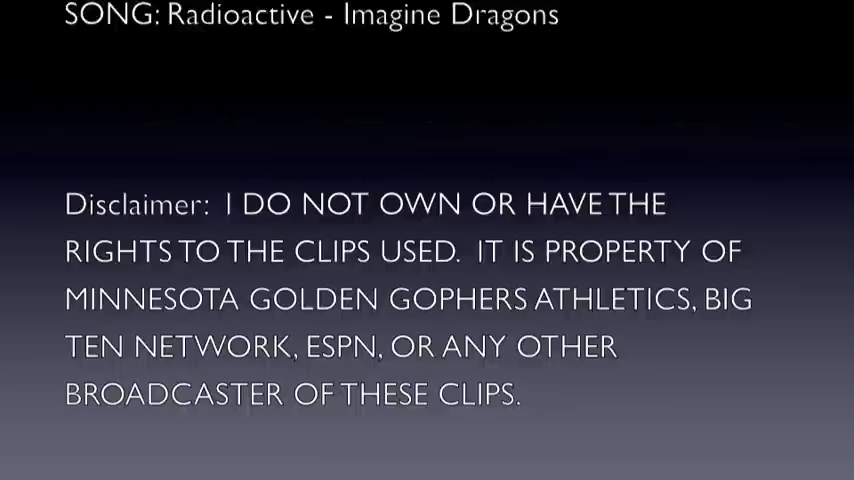 SONG: Radioactive - Imagine Dragons
Disclaimer: I DO NOT OWN OR HAVE THE
RIGHTS TO THE CLIPS USED. IT IS PROPERTY OF
MINNESOTA GOLDEN GOPHERS ATHLETICS, BIG
TEN NETWORK, ESPN, OR ANY OTHER
BROADCASTER OF THESE CLIPS.